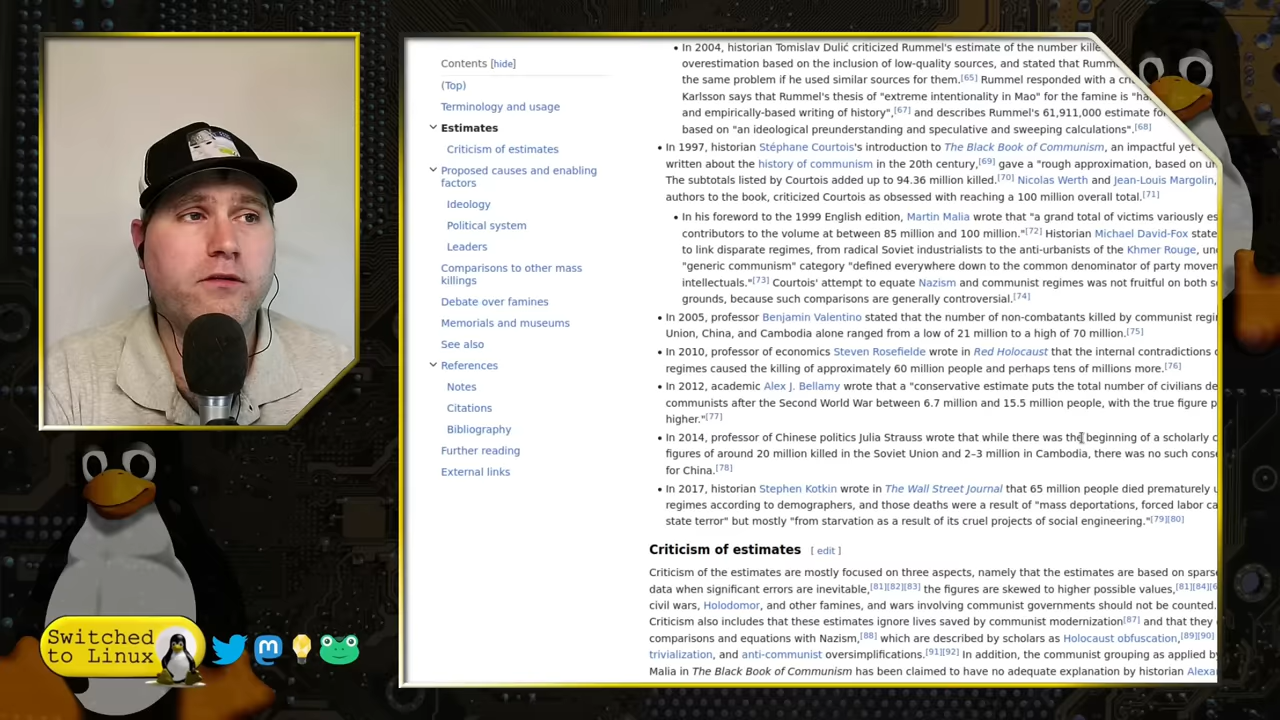 Contents [hide]
(Top)
Terminology and usage
Estimates
Criticism of estimates
Proposed causes and enabling
factors
Ideology
Political system
Leaders
Comparisons to other mass
killings
Debate over famines
Memorials and museums
See also
References
Notes
Citations
Bibliography
Further reading
External links
• In 2004, historian Tomislav Dulić criticized Rummel's estimate of the number
overestimation based on the inclusion of low-quality sources, and stated that
the same problem if he used similar sources for them.[65] Rummel responded with a
Karlsson says that Rummel's thesis of "extreme intentionality in Mao" for the famine is
and empirically-based writing of history",[67] and describes Rummel's 61,911,000 estimate
based on "an ideological preunderstanding and speculative and sweeping calculations".[68]
• In 1997, historian Stéphane Courtois's introduction to The Black Book of Communism, an impactful yet
written about the history of communism in the 20th century,[69] gave a "rough approximation, based on
The subtotals listed by Courtois added up to 94.36 million killed.[70] Nicolas Werth and Jean-Louis Margolin,
authors to the book, criticized Courtois as obsessed with reaching a 100 million overall total.[71]
• In his foreword to the 1999 English edition, Martin Malia wrote that "a grand total of victims variously
contributors to the volume at between 85 million and 100 million."[72] Historian Michael David-Fox
to link disparate regimes, from radical Soviet industrialists to the anti-urbanists of the Khmer Rouge,
"generic communism" category "defined everywhere down to the common denominator of party
intellectuals."[73] Courtois' attempt to equate Nazism and communist regimes was not fruitful on both
grounds, because such comparisons are generally controversial.[74]
• In 2005, professor Benjamin Valentino stated that the number of non-combatants killed by communist
Union, China, and Cambodia alone ranged from a low of 21 million to a high of 70 million.[75]
• In 2010, professor of economics Steven Rosefielde wrote in Red Holocaust that the internal contradictions
regimes caused the killing of approximately 60 million people and perhaps tens of millions more.[76]
• In 2012, academic Alex J. Bellamy wrote that a "conservative estimate puts the total number of civilians
communists after the Second World War between 6.7 million and 15.5 million people, with the true figure
higher."[77]
• In 2014, professor of Chinese politics Julia Strauss wrote that while there was the beginning of a scholarly
figures of around 20 million killed in the Soviet Union and 2–3 million in Cambodia, there was no such
for China.[78]
• In 2017, historian Stephen Kotkin wrote in The Wall Street Journal that 65 million people died prematurely
regimes according to demographers, and those deaths were a result of "mass deportations, forced labor
state terror" but mostly "from starvation as a result of its cruel projects of social engineering."[79][80]
Criticism of estimates [ edit ]
Criticism of the estimates are mostly focused on three aspects, namely that the estimates are based on
data when significant errors are inevitable,[81][82][83] the figures are skewed to higher possible values,[81][84]
civil wars, Holodomor, and other famines, and wars involving communist governments should not be counted.
Criticism also includes that these estimates ignore lives saved by communist modernization[87] and that they
comparisons and equations with Nazism,[88] which are described by scholars as Holocaust obfuscation,[89][90]
trivialization, and anti-communist oversimplifications.[91][92] In addition, the communist grouping as applied
Malia in The Black Book of Communism has been claimed to have no adequate explanation by historian
Switched
to Linux